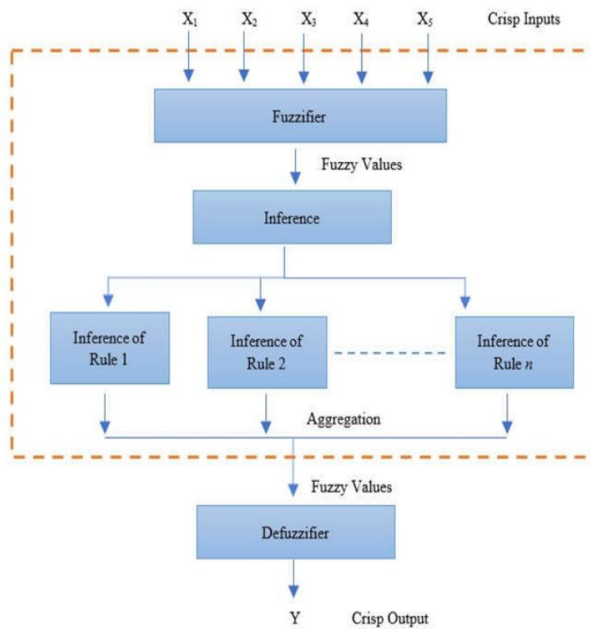 X₁ X₂ X₃ X₄ X₅ Crisp Inputs
Fuzzifier
Fuzzy Values
Inference
Inference of
Rule 1
Inference of
Rule 2
Inference of
Rule n
Aggregation
Fuzzy Values
Defuzzifier
Y Crisp Output